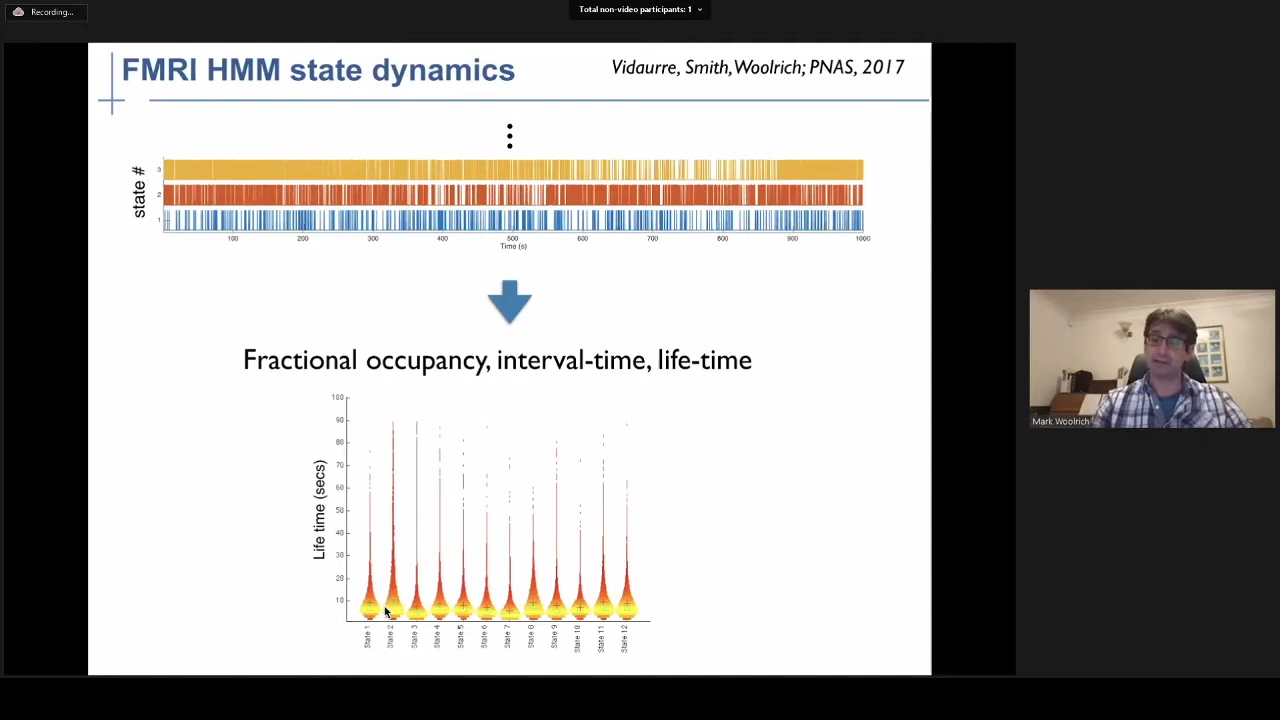 Recording...
Total non-video participants: 1
FMRI HMM state dynamics
Vidaurre, Smith, Woolrich; PNAS, 2017
state #
3
2
1
100 200 300 400 500 600 700 800 900 1000
Time (s)
Fractional occupancy, interval-time, life-time
Life time (secs)
100
90
80
70
60
50
40
30
20
10
State 1 State 2 State 3 State 4 State 5 State 6 State 7 State 8 State 9 State 10 State 11 State 12
Mark Woolrich